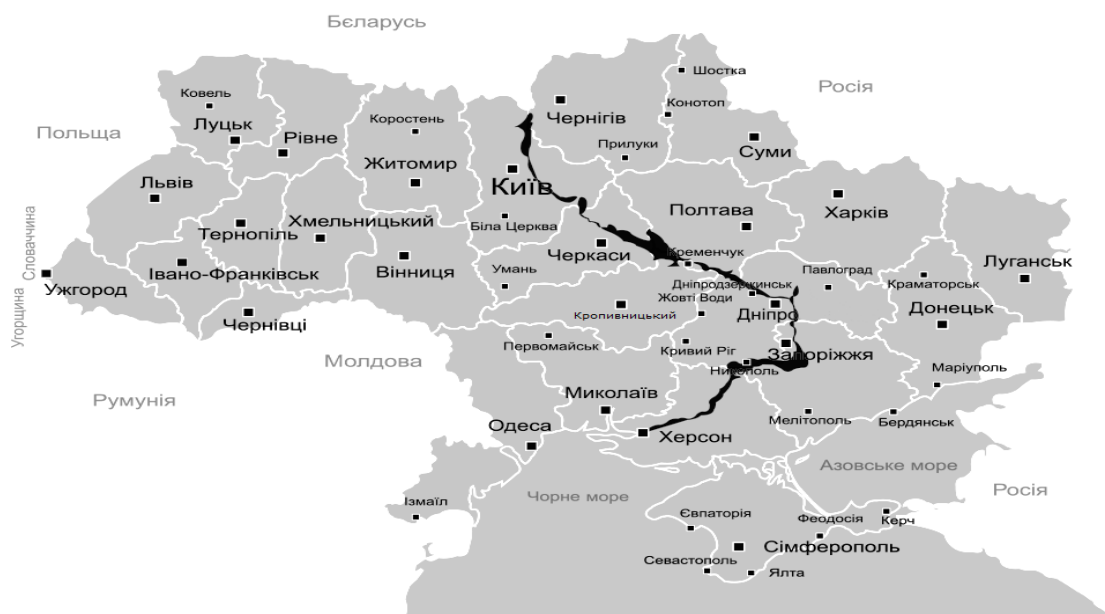 Бєларусь
Шостка
Росія
Ковель
Конотоп
Польща
Луцьк
Рівне
Коростень
Чернігів
Прилуки
Суми
Житомир
Київ
Львів
Словаччина
Тернопіль
Хмельницький
Біла Церква
Полтава
Харків
Черкаси
Кременчук
Івано-Франківськ
Вінниця
Умань
Павлоград
Краматорськ
Луганськ
Ужгород
Дніпродзержинськ
Жовті Води
Угорщина
Чернівці
Кропивницький
Дніпро
Донецьк
Первомайськ
Кривий Ріг
Запоріжжя
Молдова
Нікополь
Маріуполь
Румунія
Миколаїв
Мелітополь
Бердянськ
Одеса
Херсон
Азовське море
Росія
Ізмаїл
Чорне море
Євпаторія
Феодосія
Керч
Сімферополь
Севастополь
Ялта